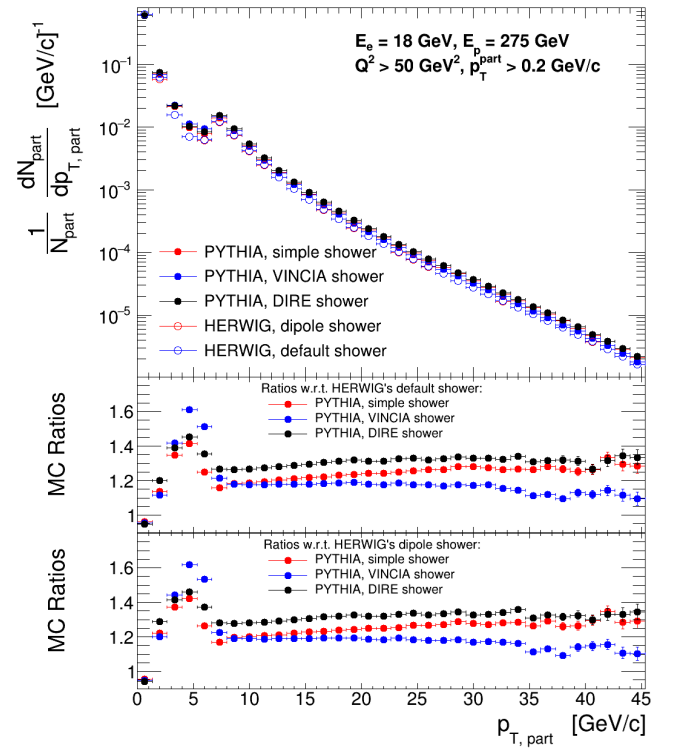 E_e = 18 GeV, E_p = 275 GeV
Q² > 50 GeV², p_T^part > 0.2 GeV/c
1/N_part dN_part/dp_T, part [GeV/c]⁻¹
10⁻¹
10⁻²
10⁻³
10⁻⁴
10⁻⁵
PYTHIA, simple shower
PYTHIA, VINCIA shower
PYTHIA, DIRE shower
HERWIG, dipole shower
HERWIG, default shower
MC Ratios
1.6
1.4
1.2
1
Ratios w.r.t. HERWIG's default shower:
PYTHIA, simple shower
PYTHIA, VINCIA shower
PYTHIA, DIRE shower
MC Ratios
1.6
1.4
1.2
1
Ratios w.r.t. HERWIG's dipole shower:
PYTHIA, simple shower
PYTHIA, VINCIA shower
PYTHIA, DIRE shower
0 5 10 15 20 25 30 35 40 45
p_T, part [GeV/c]